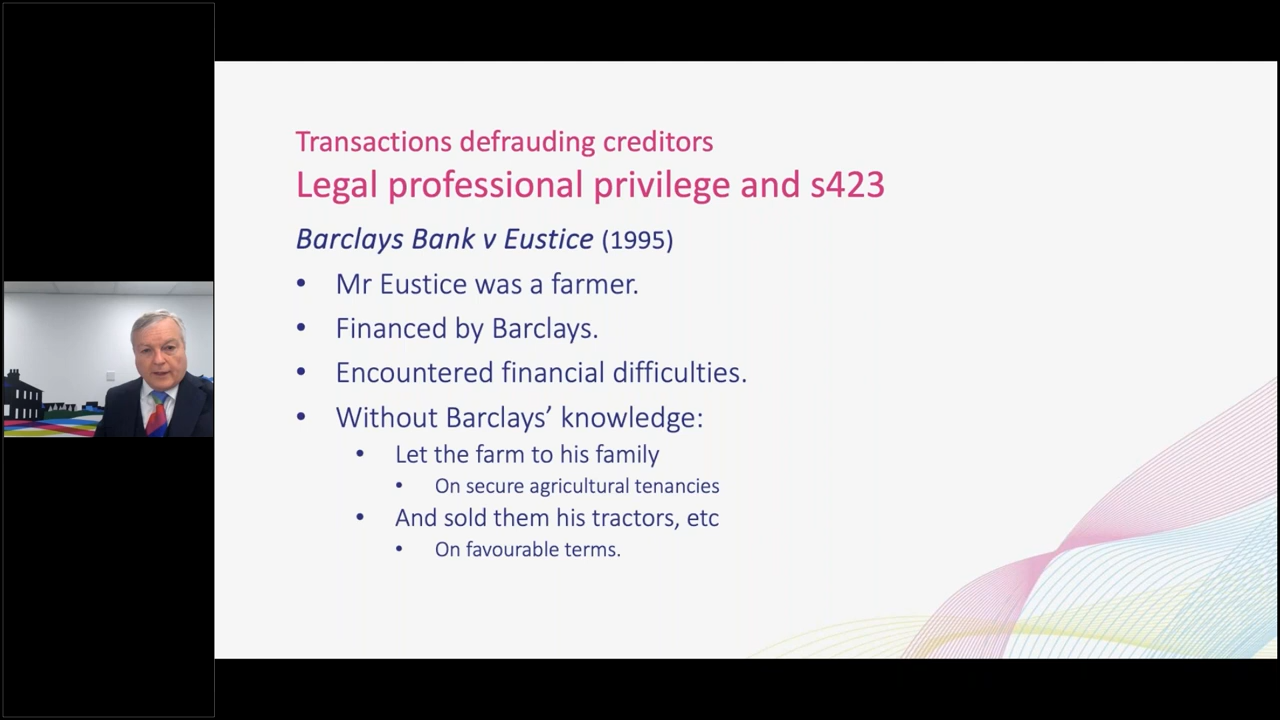 Transactions defrauding creditors
Legal professional privilege and s423
Barclays Bank v Eustice (1995)
• Mr Eustice was a farmer.
• Financed by Barclays.
• Encountered financial difficulties.
• Without Barclays’ knowledge:
• Let the farm to his family
• On secure agricultural tenancies
• And sold them his tractors, etc
• On favourable terms.